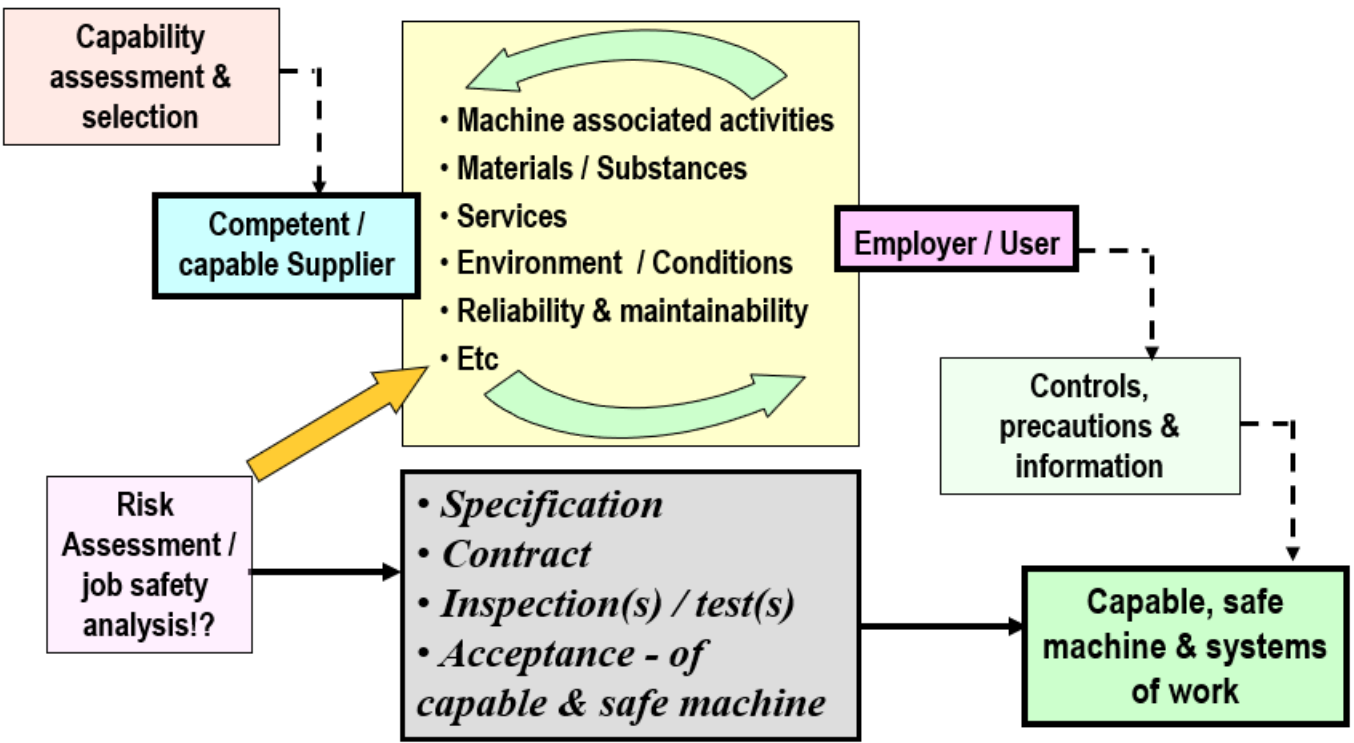 Capability
assessment &
selection
Competent /
capable Supplier
• Machine associated activities
• Materials / Substances
• Services
• Environment / Conditions
• Reliability & maintainability
• Etc
Employer / User
Controls,
precautions &
information
Risk
Assessment /
job safety
analysis!?
• Specification
• Contract
• Inspection(s) / test(s)
• Acceptance - of
capable & safe machine
Capable, safe
machine & systems
of work